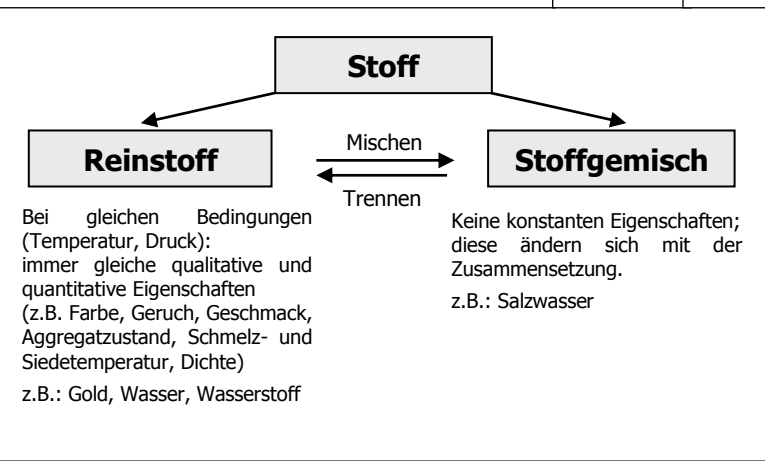 Stoff
Reinstoff
Mischen
Trennen
Stoffgemisch
Bei gleichen Bedingungen
(Temperatur, Druck):
immer gleiche qualitative und
quantitative Eigenschaften
(z.B. Farbe, Geruch, Geschmack,
Aggregatzustand, Schmelz- und
Siedetemperatur, Dichte)
z.B.: Gold, Wasser, Wasserstoff
Keine konstanten Eigenschaften;
diese ändern sich mit der
Zusammensetzung.
z.B.: Salzwasser